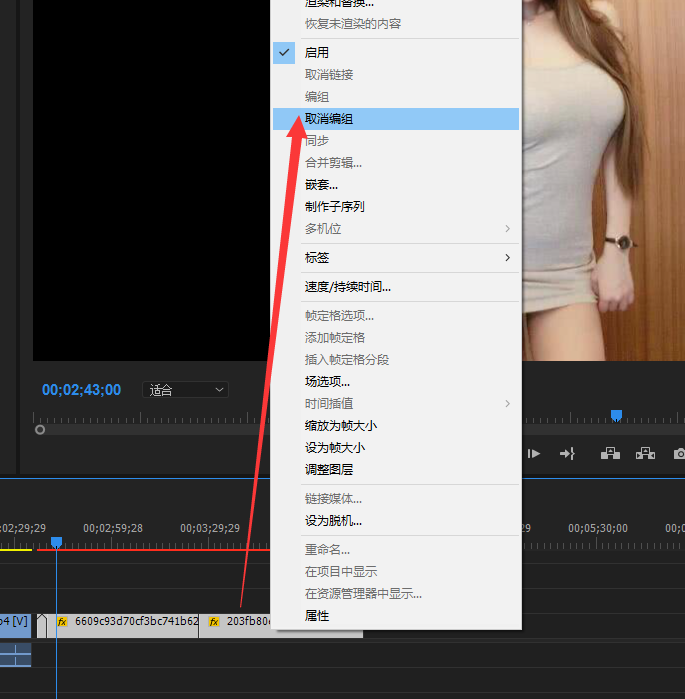 渲染和替换...
恢复未渲染的内容
启用
取消链接
编组
取消编组
同步
合并剪辑...
嵌套...
制作子序列
多机位
标签
速度/持续时间...
帧定格选项...
添加帧定格
插入帧定格分段
场选项...
时间插值
缩放为帧大小
设为帧大小
调整图层
链接媒体...
设为脱机...
重命名...
在项目中显示
在资源管理器中显示...
属性
00;02;43;00
适合
02;29;29
00;02;59;28
00;03;29;29
29
00;05;30;00
00;0
p4 [V]
fx
6609c93d70cf3bc741b62
fx
203fb80